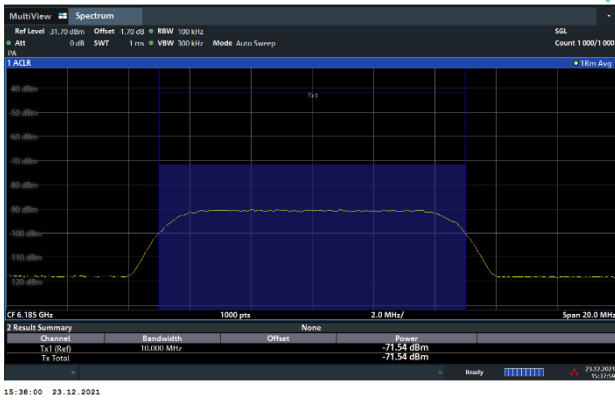 MultiView Spectrum
Ref Level -31.70 dBm Offset -1.70 dB RBW 100 kHz SGL
Att 0 dB SWT 1 ms VBW 300 kHz Mode Auto Sweep Count 1000/1000
PA
1 ACLR 1Rm Avg
-40 dBm
Tx1
-50 dBm
-60 dBm
-70 dBm
-80 dBm
-90 dBm
-100 dBm
-110 dBm
-120 dBm
CF 6.185 GHz 1000 pts 2.0 MHz/ Span 20.0 MHz
2 Result Summary None
Channel Bandwidth Offset Power
Tx1 (Ref) 10.000 MHz -71.54 dBm
Tx Total -71.54 dBm
Ready 23.12.2021
15:37:59
15:38:00 23.12.2021